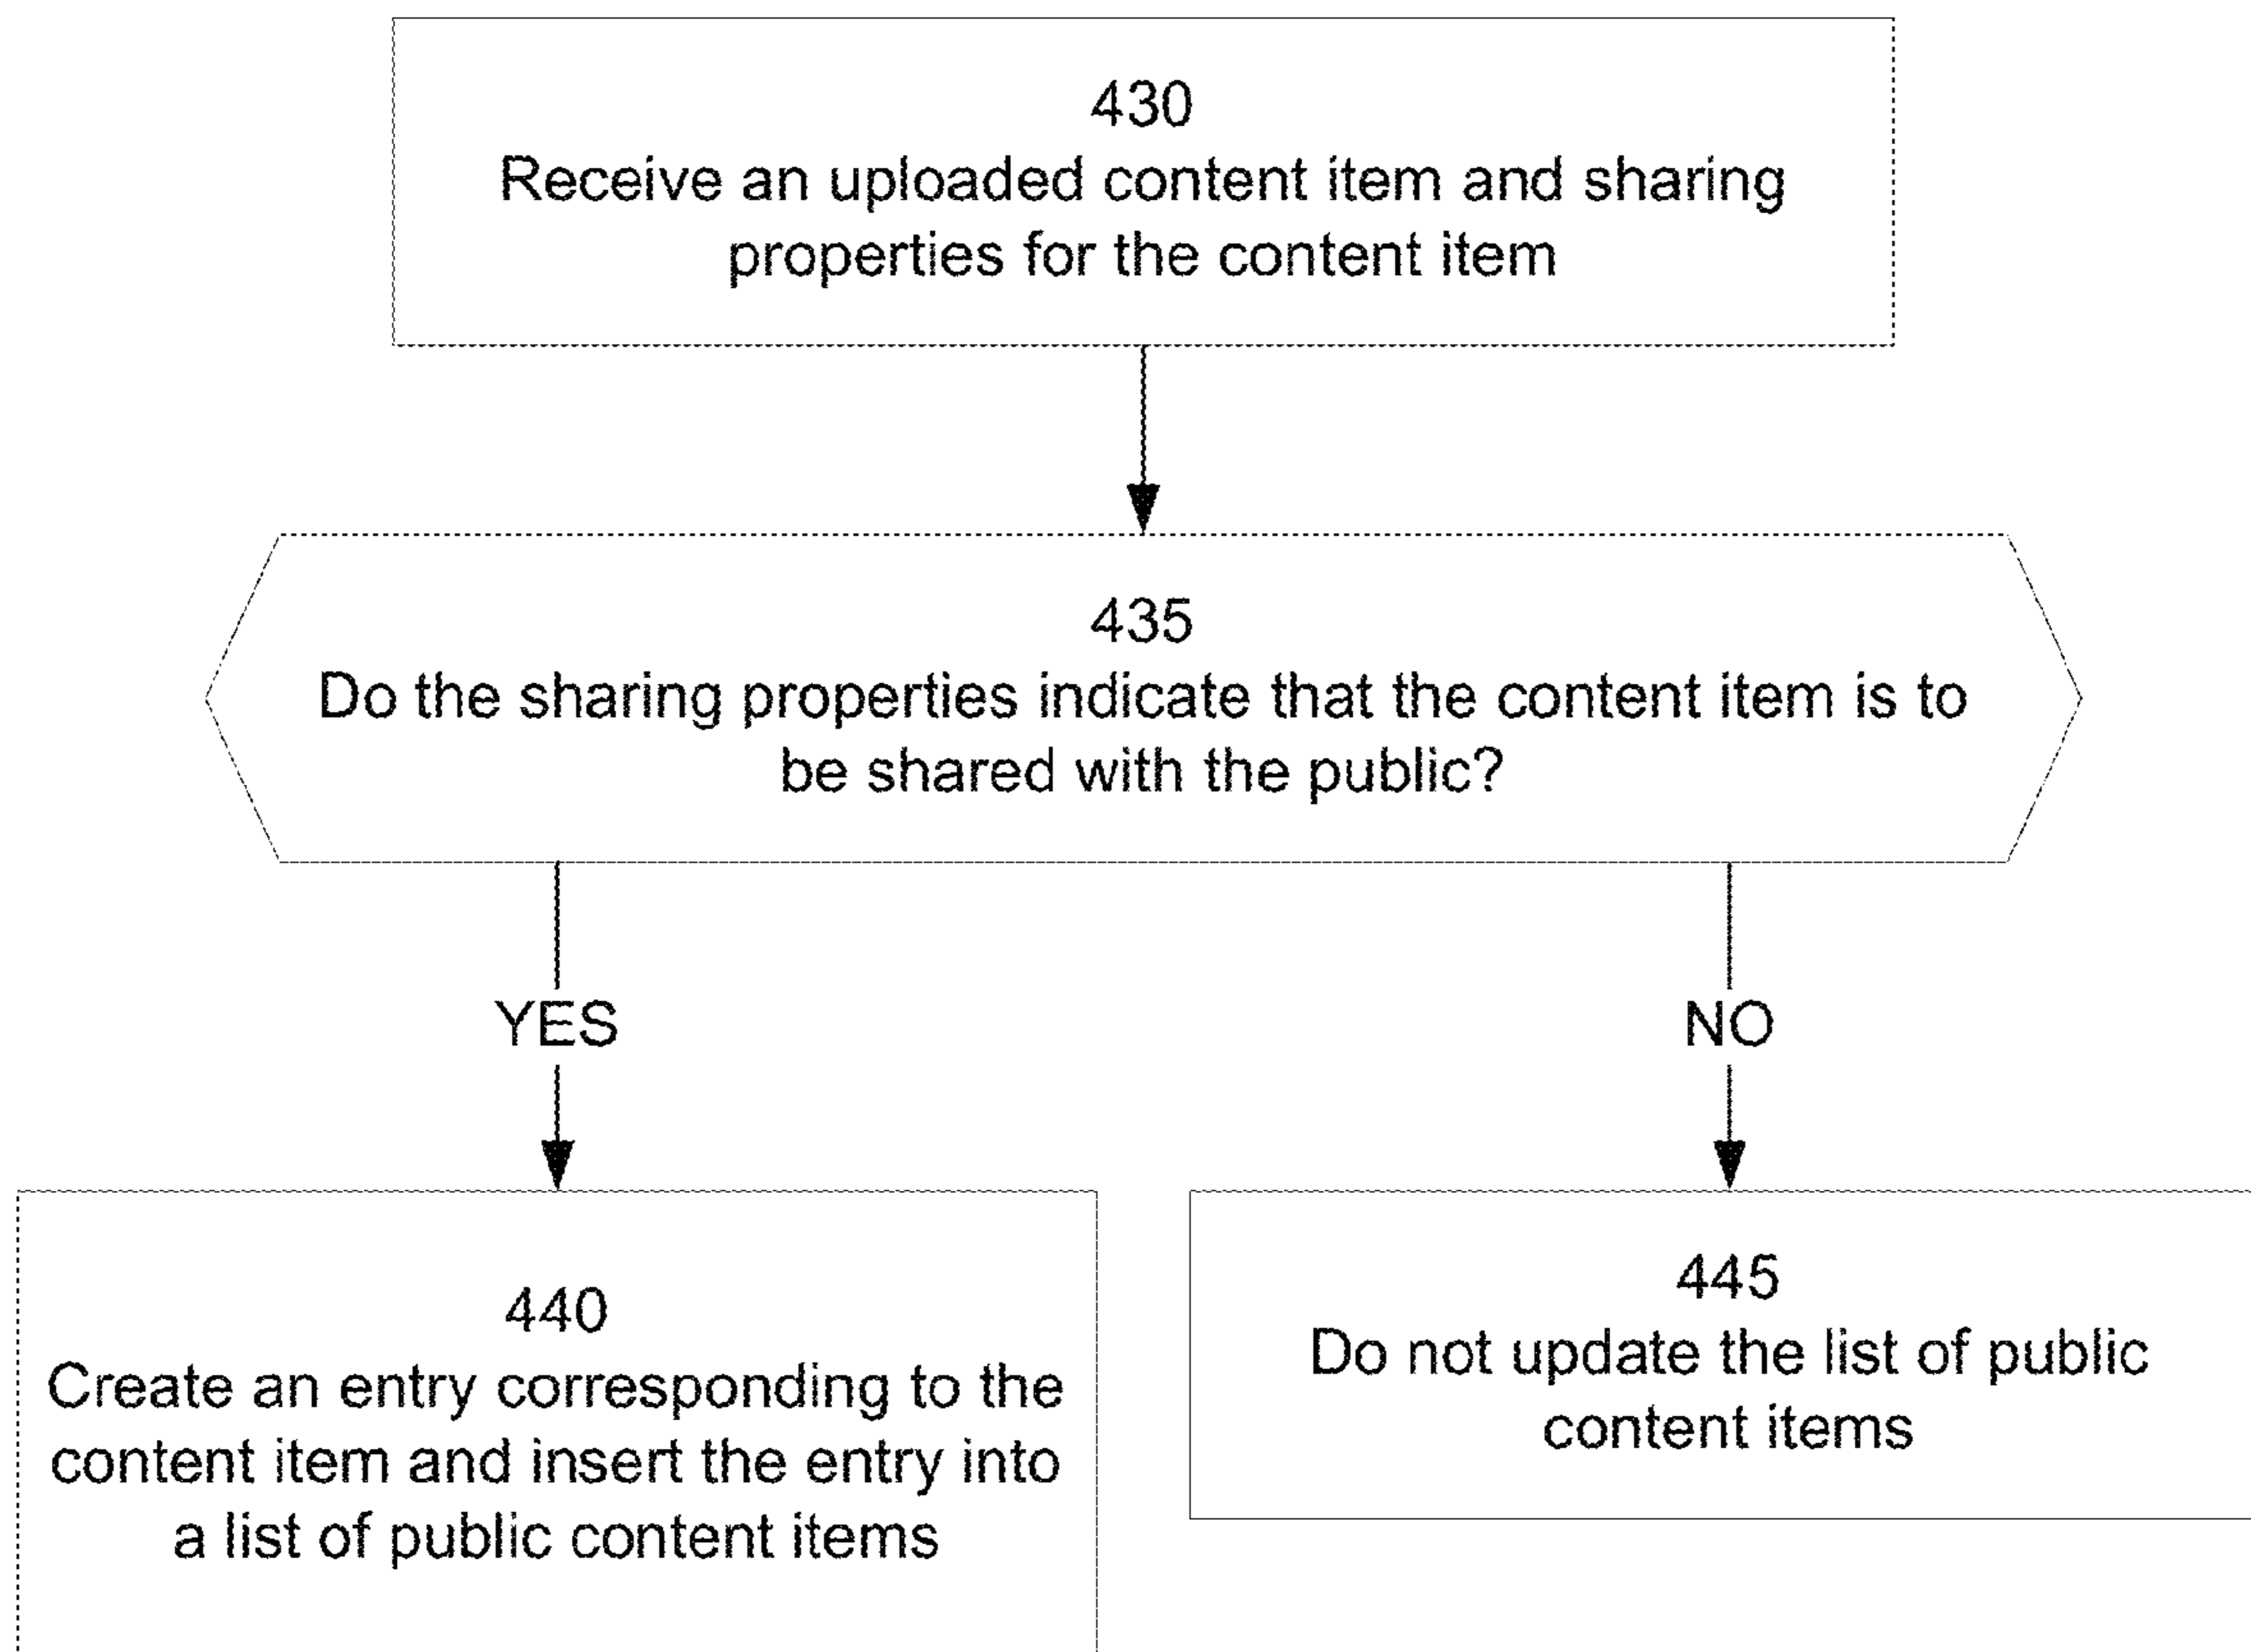 430
Receive an uploaded content item and sharing
properties for the content item
435
Do the sharing properties indicate that the content item is to
be shared with the public?
YES
NO
440
Create an entry corresponding to the
content item and insert the entry into
a list of public content items
445
Do not update the list of public
content items